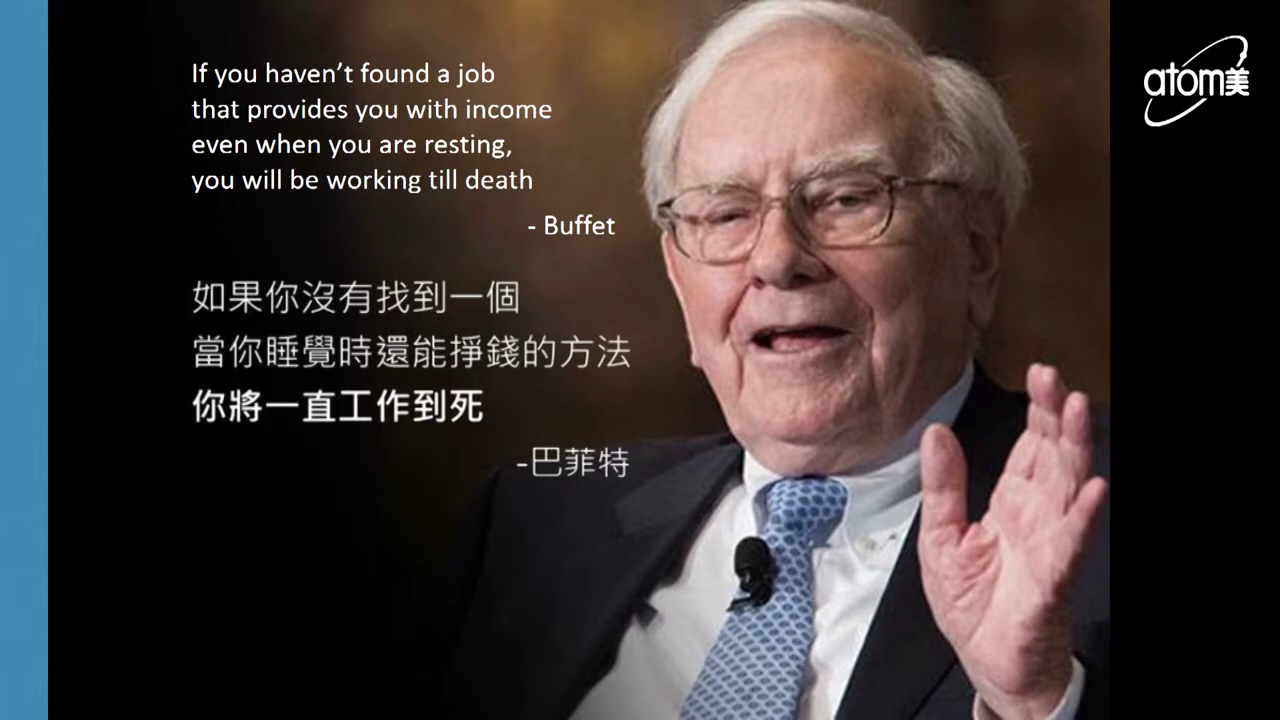 If you haven’t found a job
that provides you with income
even when you are resting,
you will be working till death
- Buffet
如果你沒有找到一個
當你睡覺時還能掙錢的方法
你將一直工作到死
-巴菲特
atom美